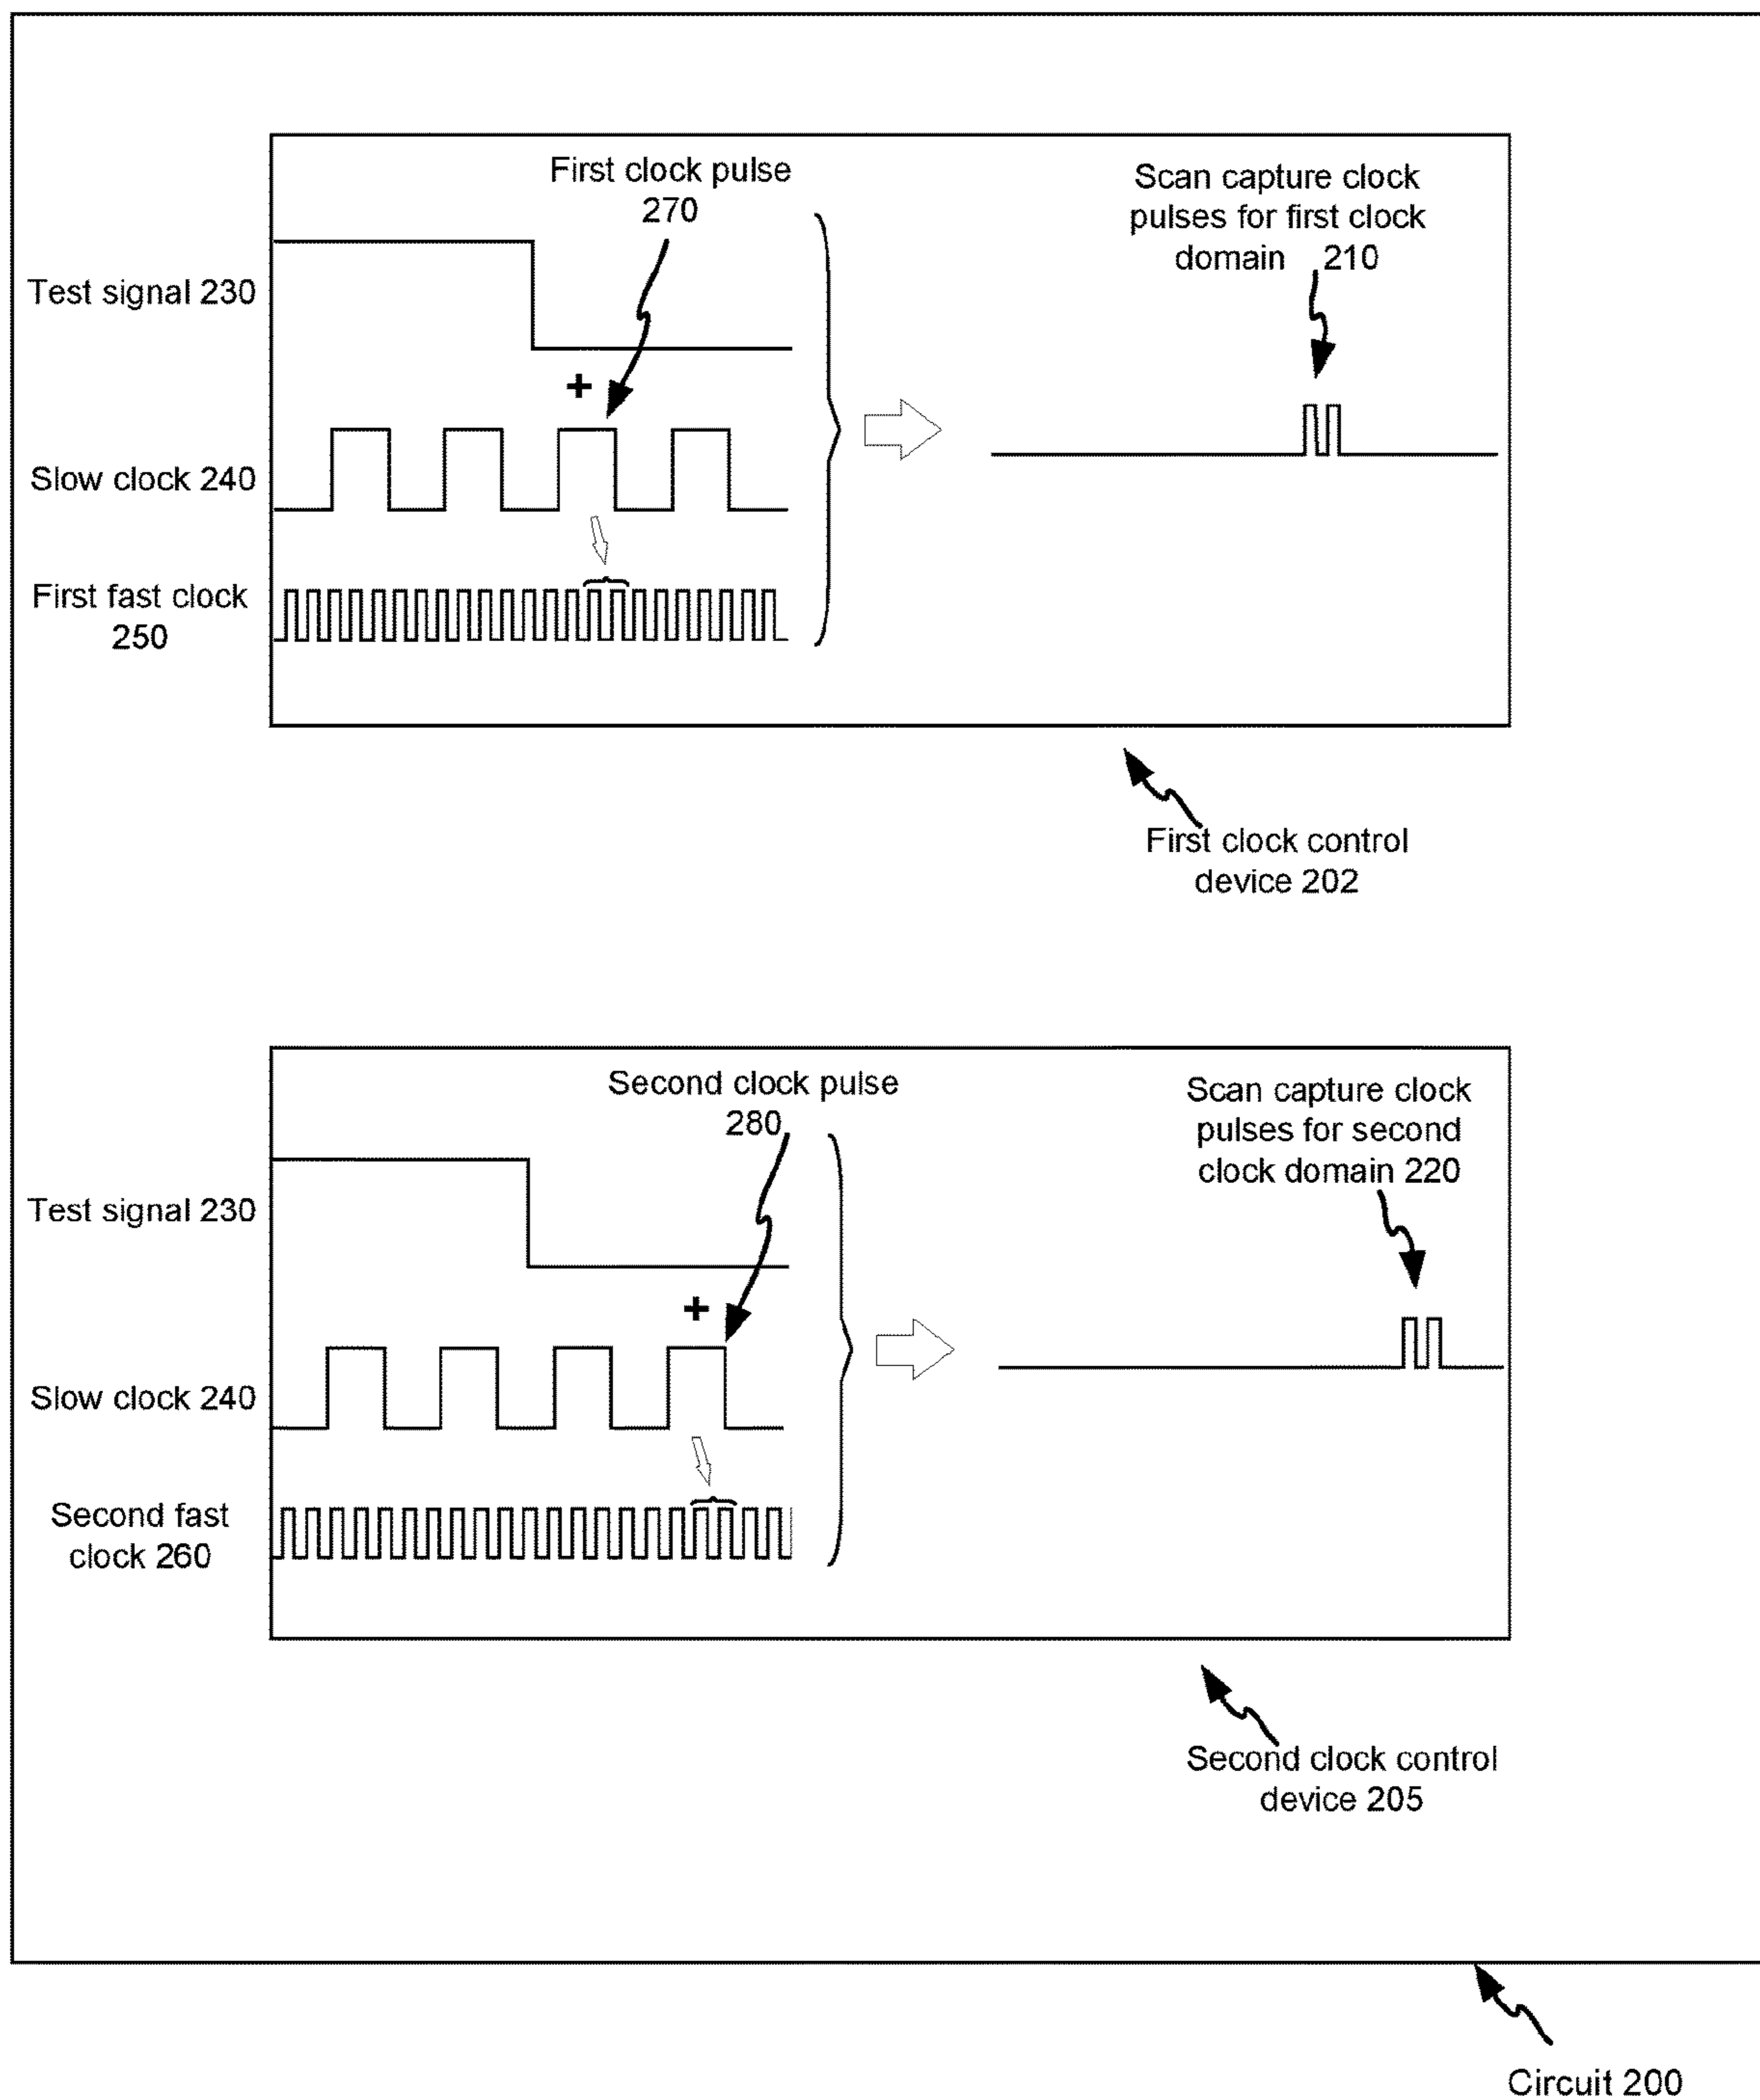 First clock pulse
270
Scan capture clock
pulses for first clock
domain 210
Test signal 230
+
Slow clock 240
First fast clock
250
First clock control
device 202
Second clock pulse
280
Scan capture clock
pulses for second
clock domain 220
Test signal 230
+
Slow clock 240
Second fast
clock 260
Second clock control
device 205
Circuit 200